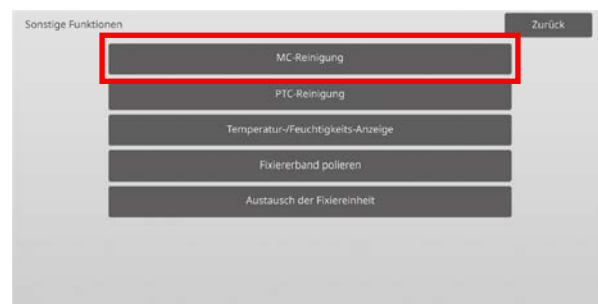 Sonstige Funktionen
Zurück
MC-Reinigung
PTC-Reinigung
Temperatur-/Feuchtigkeits-Anzeige
Fixiererband polieren
Austausch der Fixiereinheit